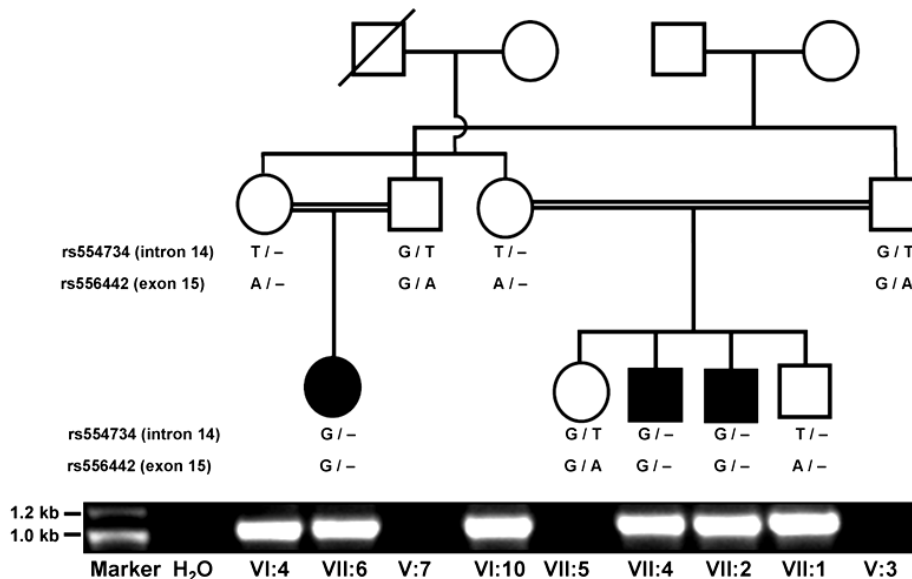 rs554734 (intron 14) T / – G / T T / – G / T
rs556442 (exon 15) A / – G / A A / – G / A
rs554734 (intron 14) G / – G / T G / – G / – T / –
rs556442 (exon 15) G / – G / A G / – G / – A / –
1.2 kb
1.0 kb
Marker H2O VI:4 VII:6 V:7 VI:10 VII:5 VII:4 VII:2 VII:1 V:3